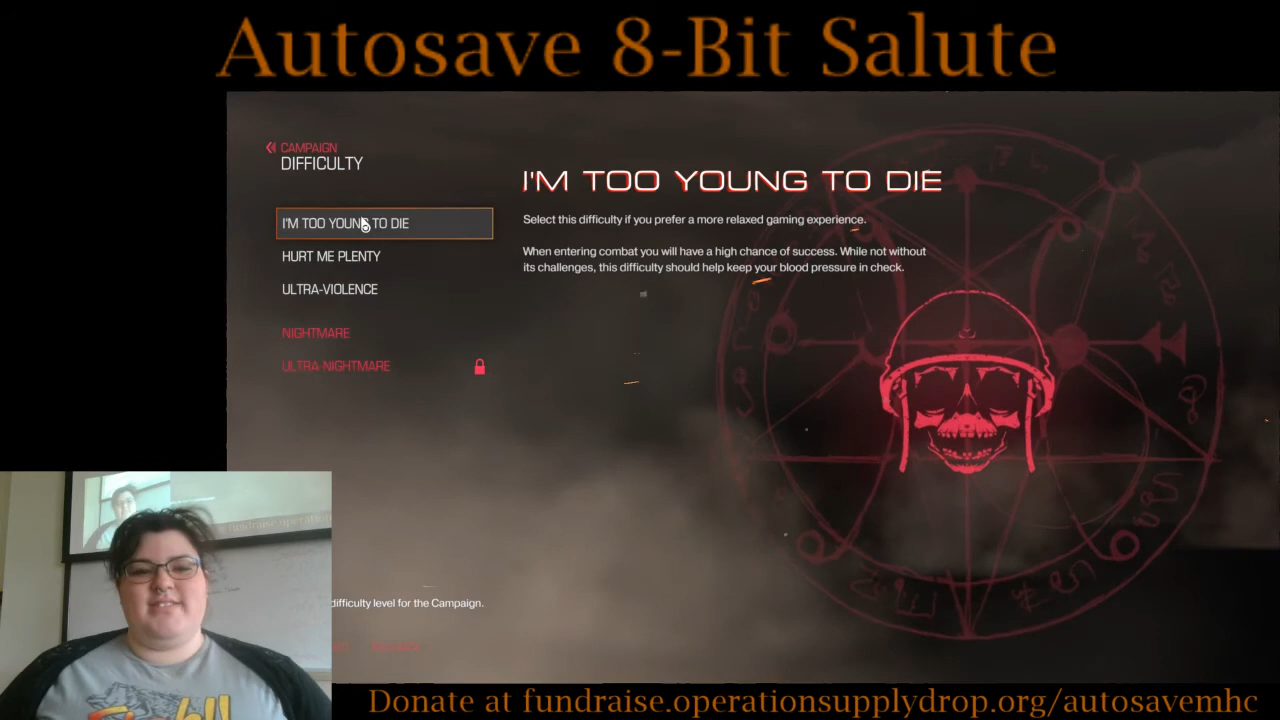 Autosave 8-Bit Salute
CAMPAIGN
DIFFICULTY
I'M TOO YOUNG TO DIE
HURT ME PLENTY
ULTRA-VIOLENCE
NIGHTMARE
ULTRA-NIGHTMARE
I'M TOO YOUNG TO DIE
Select this difficulty if you prefer a more relaxed gaming experience.
When entering combat you will have a high chance of success. While not without
its challenges, this difficulty should help keep your blood pressure in check.
difficulty level for the Campaign.
Donate at fundraise.operationsupplydrop.org/autosavemhc